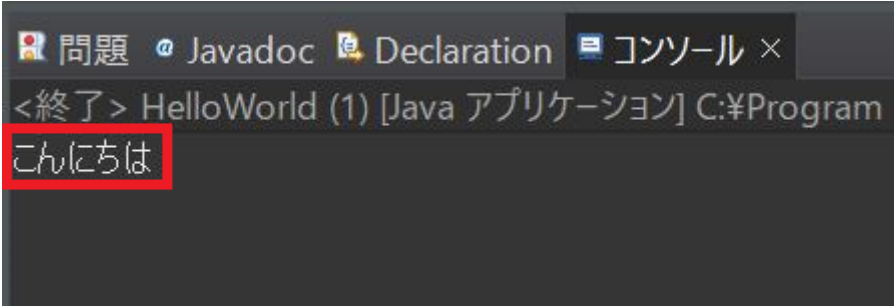 問題 @ Javadoc Declaration コンソール ×
<終了> HelloWorld (1) [Java アプリケーション] C:¥Program
こんにちは